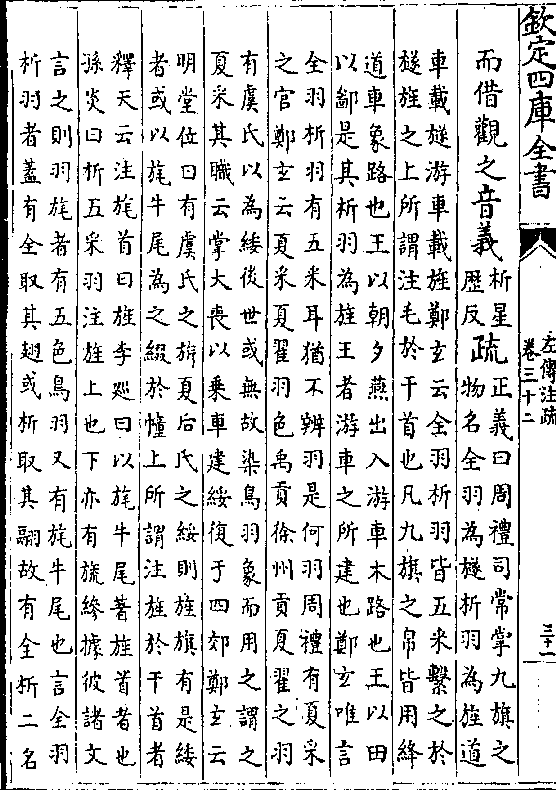 欽定四庫全書
左傳注疏
卷三十二
三十一
而借觀之音義析星歷反疏正義曰周禮司常掌九旗之物名全羽為旞析羽為旌道
車載旞游車載旌鄭玄云全羽析羽皆五采繫之於
旞旌之上所謂注毛於干首也凡九旗之帛皆用絳
道車象路也王以朝夕燕出入游車木路也王以田
以鄙是其析羽為旌王者游車之所建也鄭玄唯言
全羽析羽有五采耳猶不辨羽是何羽周禮有夏采
之官鄭玄云夏采夏翟羽色禹貢徐州貢夏翟之羽
有虞氏以為緌後世或無故染鳥羽象而用之謂之
夏采其職云掌大喪以乗車建綏復于四郊鄭玄云
明堂位曰有虞氏之旂夏后氏之綏則旌旗有是綏
者或以旄牛尾為之綴於幢上所謂注旌於干首者
釋天云注旄首曰旌李廵曰以旄牛尾著旌首者也
孫炎曰析五采羽注旌上也下亦有旒縿據彼諸文
言之則羽旄者有五色鳥羽又有旄牛尾也言全羽
析羽者蓋有全取其翅或析取其翮故有全析二名